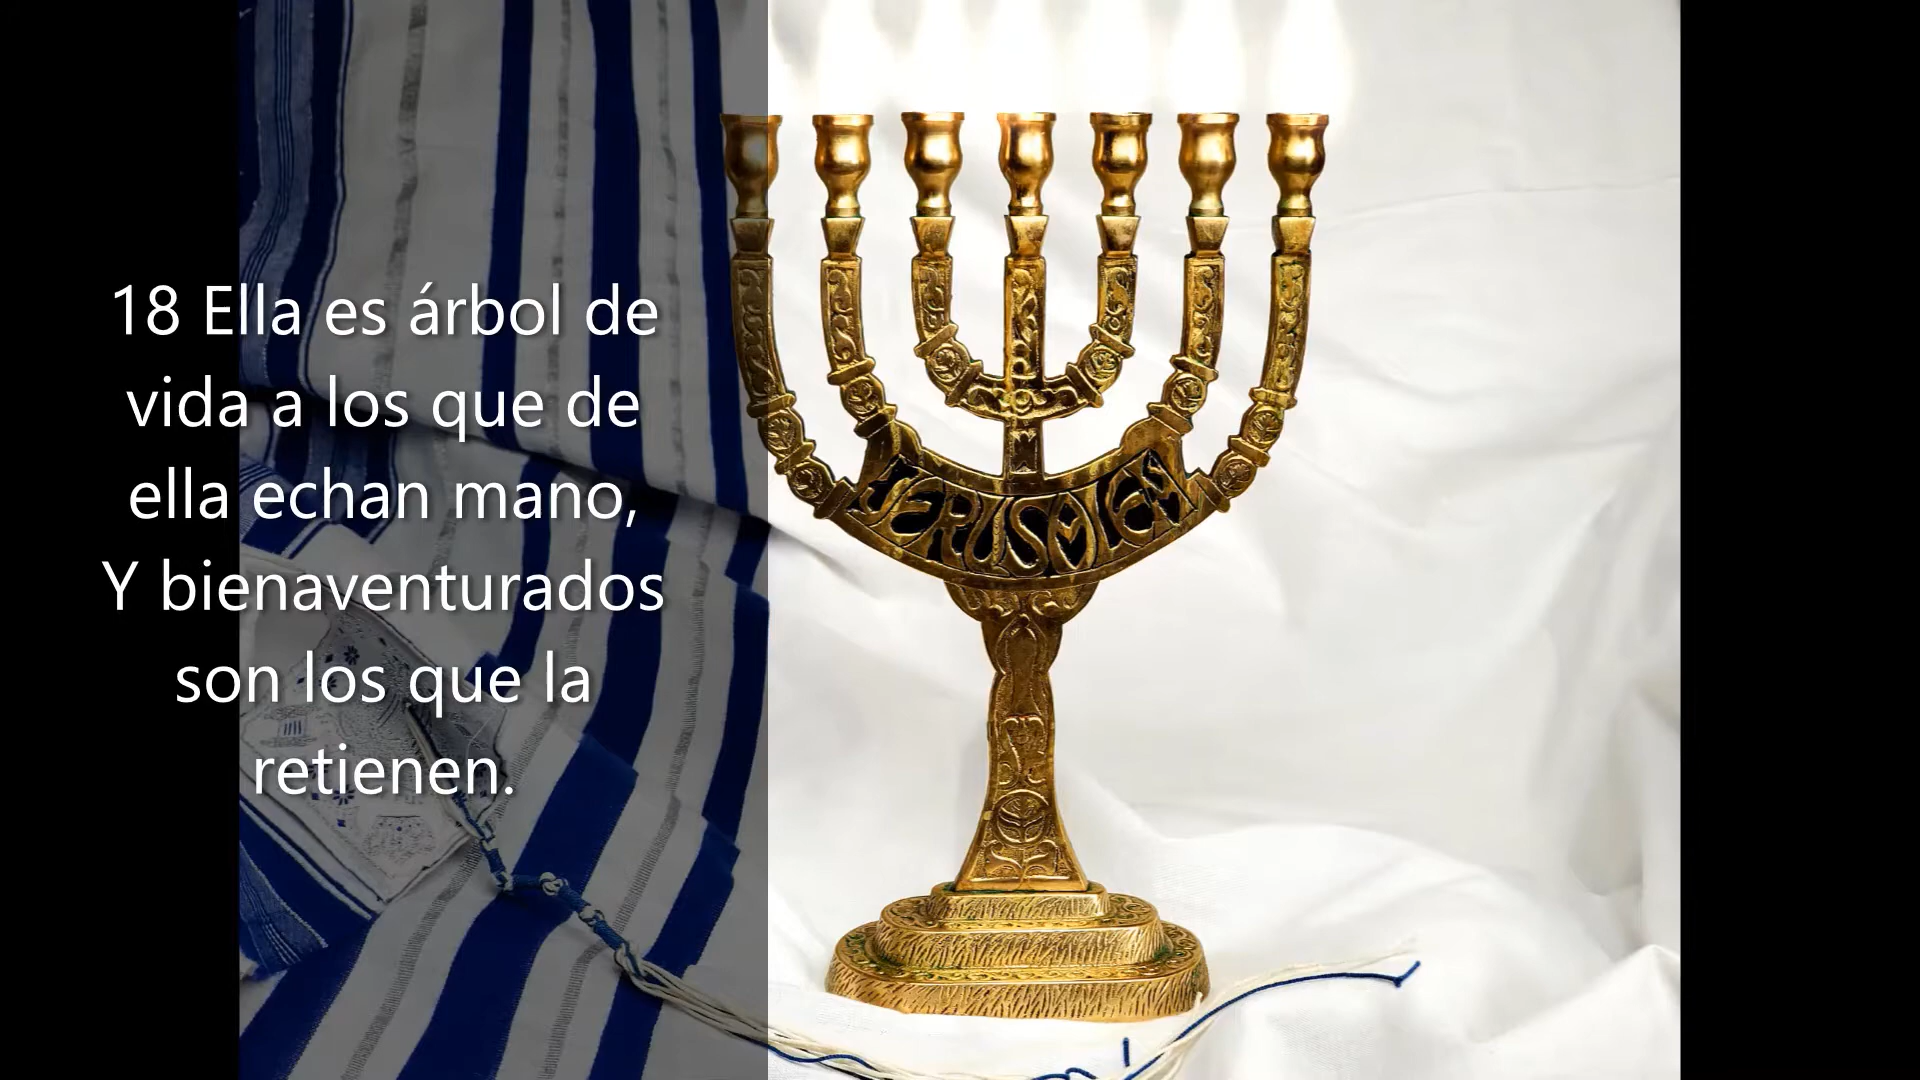 18 Ella es árbol de
vida a los que de
ella echan mano,
Y bienaventurados
son los que la
retienen.
JERUSALEM